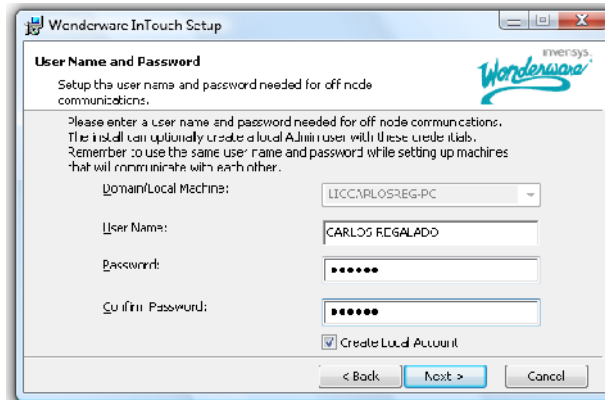 Wonderware InTouch Setup
User Name and Password
Setup the user name and password needed for off node
communications.
invensys
Wonderware
Please enter a user name and password needed for off node communications.
The install can optionally create a local Admin user with these credentials.
Remember to use the same user name and password while setting up machines
that will communicate with each other.
Domain/Local Machine:
LICCARLOSREG-PC
User Name:
CARLOS REGALADO
Password:
••••••
Confirm Password:
••••••
Create Local Account
< Back
Next >
Cancel